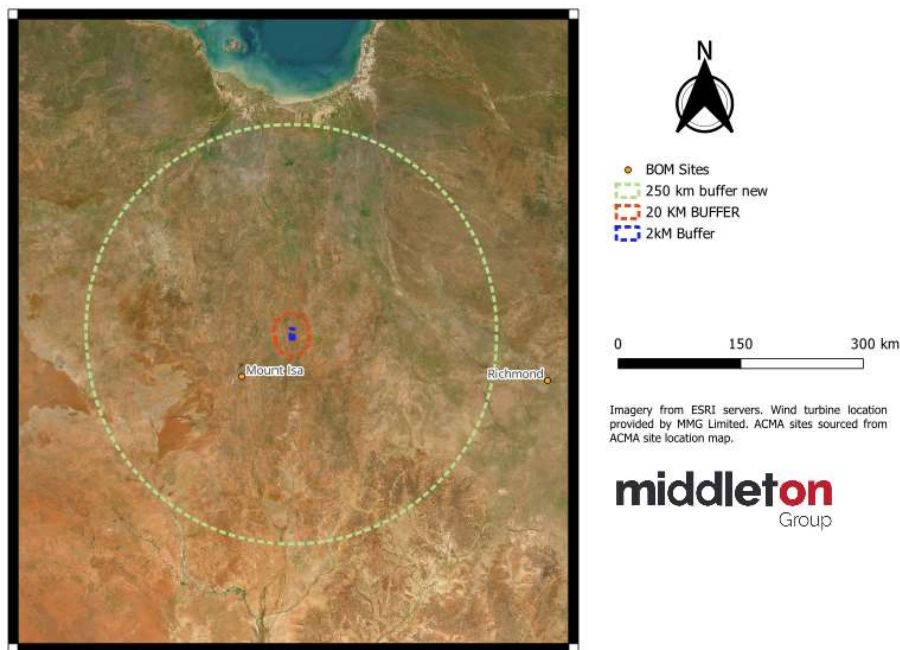 N
BOM Sites
250 km buffer new
20 KM BUFFER
2kM Buffer
0 150 300 km
Mount Isa
Richmond
Imagery from ESRI servers. Wind turbine location
provided by MMG Limited. ACMA sites sourced from
ACMA site location map.
middleton
Group